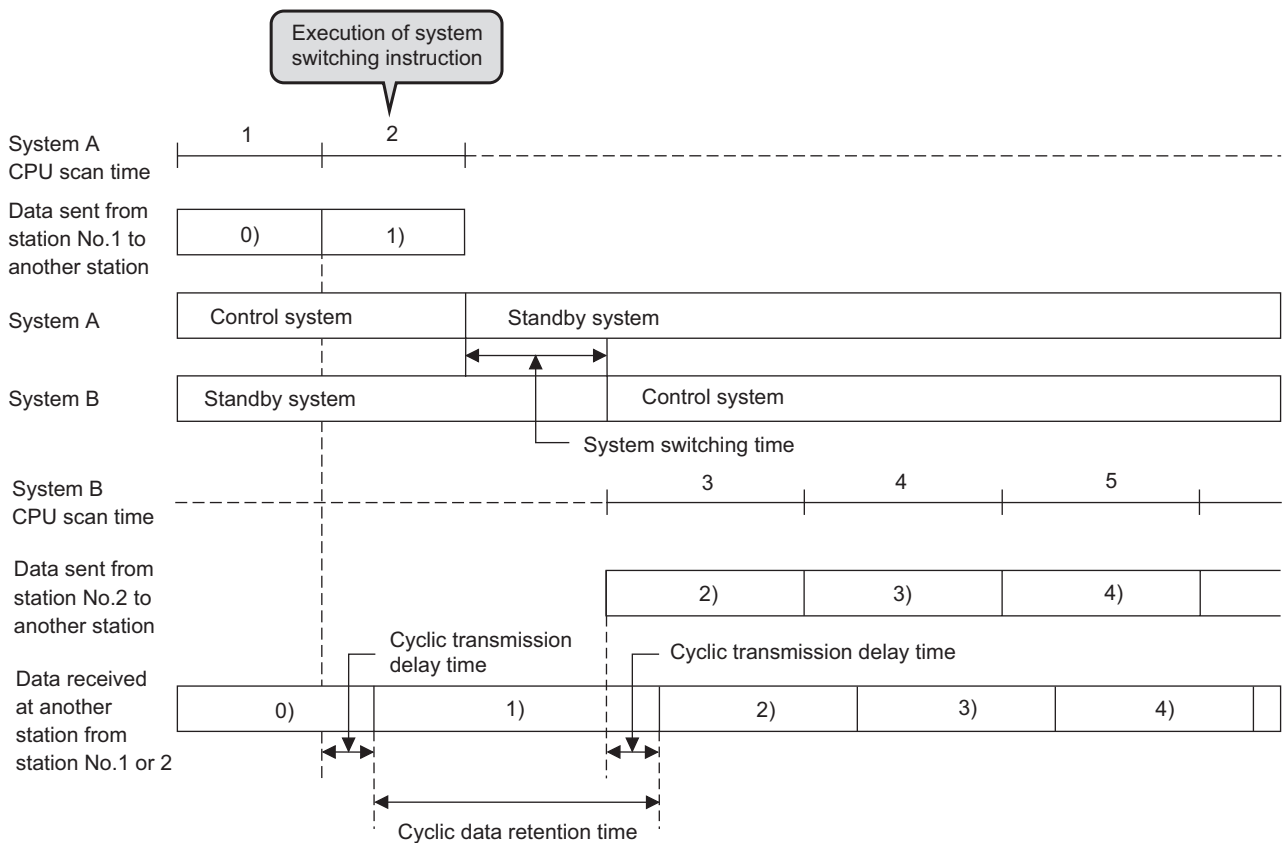 Execution of system
switching instruction
1 2
System A
CPU scan time
Data sent from
station No.1 to
another station
0) 1)
System A
Control system Standby system
System B
Standby system Control system
System switching time
3 4 5
System B
CPU scan time
Data sent from
station No.2 to
another station
2) 3) 4)
Cyclic transmission
delay time
Cyclic transmission delay time
Data received
at another
station from
station No.1 or 2
0) 1) 2) 3) 4)
Cyclic data retention time